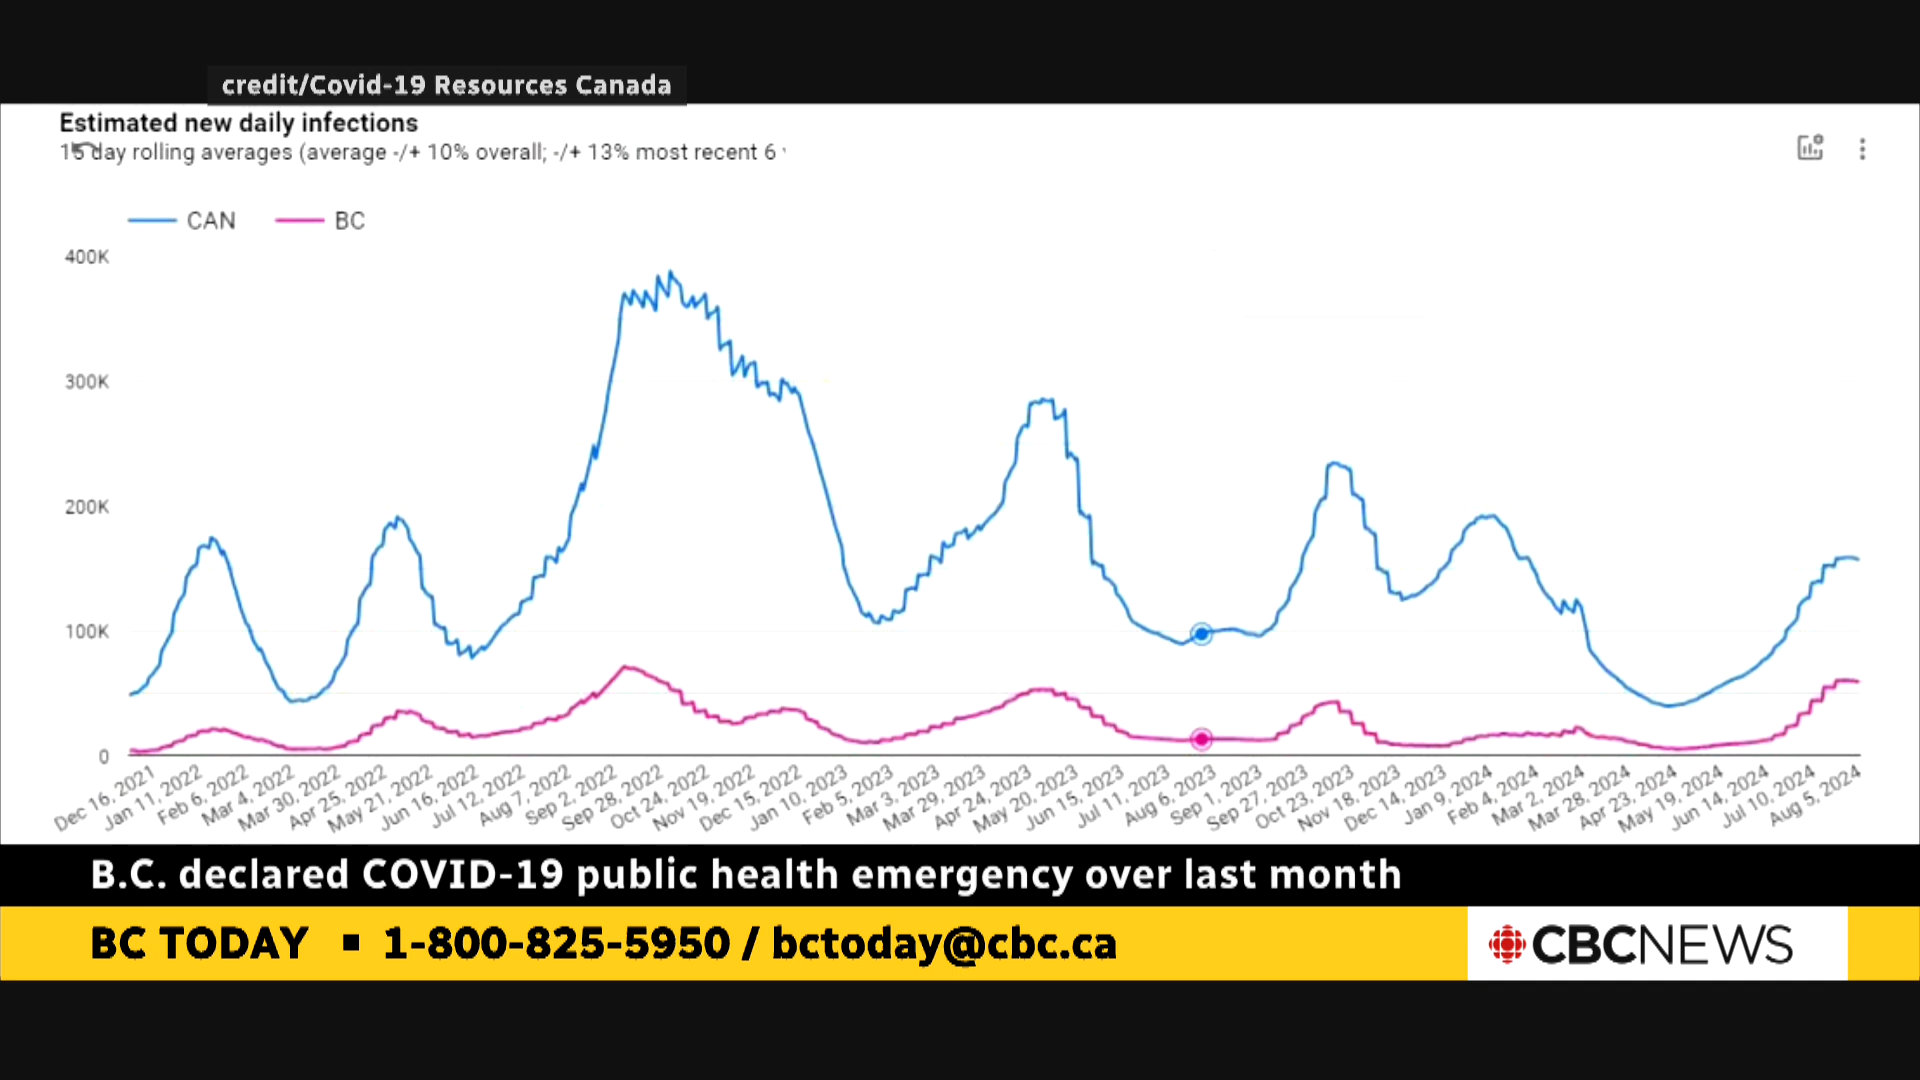 credit/Covid-19 Resources Canada
Estimated new daily infections
15 day rolling averages (average -/+ 10% overall; -/+ 13% most recent 6
CAN
BC
400K
300K
200K
100K
0
Dec 16, 2021
Jan 11, 2022
Feb 6, 2022
Mar 4, 2022
Mar 30, 2022
Apr 25, 2022
May 21, 2022
Jun 16, 2022
Jul 12, 2022
Aug 7, 2022
Sep 2, 2022
Sep 28, 2022
Oct 24, 2022
Nov 19, 2022
Dec 15, 2022
Jan 10, 2023
Feb 5, 2023
Mar 3, 2023
Mar 29, 2023
Apr 24, 2023
May 20, 2023
Jun 15, 2023
Jul 11, 2023
Aug 6, 2023
Sep 1, 2023
Sep 27, 2023
Oct 23, 2023
Nov 18, 2023
Dec 14, 2023
Jan 9, 2024
Feb 4, 2024
Mar 2, 2024
Mar 28, 2024
Apr 23, 2024
May 19, 2024
Jun 14, 2024
Jul 10, 2024
Aug 5, 2024
B.C. declared COVID-19 public health emergency over last month
BC TODAY ▪ 1-800-825-5950 / bctoday@cbc.ca
CBCNEWS